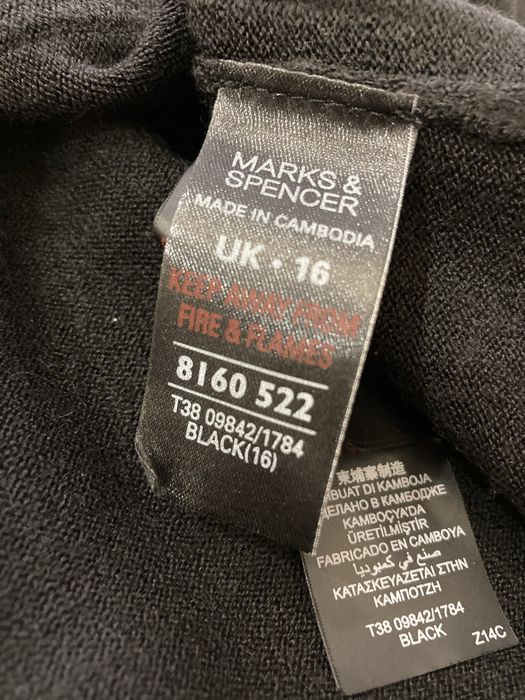 MARKS &
SPENCER
MADE IN CAMBODIA
UK • 16
KEEP AWAY FROM
FIRE & FLAMES
8160 522
T38 09842/1784
BLACK(16)
柬埔寨制造
DIBUAT DI KAMBOJA
СДЕЛАНО В КАМБОДЖЕ
KAMBOÇYA'DA
ÜRETİLMİŞTİR
FABRICADO EN CAMBOYA
صنع في كمبوديا
ΚΑΤΑΣΚΕΥΑΖΕΤΑΙ ΣΤΗΝ
ΚΑΜΠΟΤΖΗ
T38 09842/1784
BLACK
Z14C